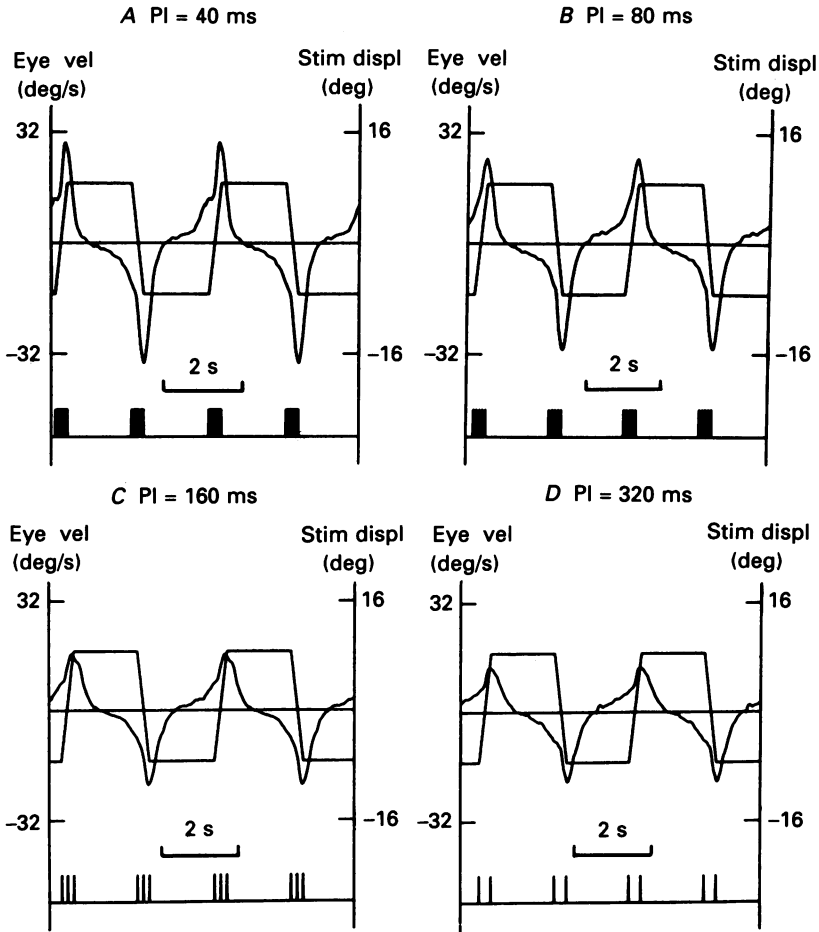 A PI = 40 ms
Eye vel
(deg/s)
Stim displ
(deg)
32
16
−32
−16
2 s
B PI = 80 ms
Eye vel
(deg/s)
Stim displ
(deg)
32
16
−32
−16
2 s
C PI = 160 ms
Eye vel
(deg/s)
Stim displ
(deg)
32
16
−32
−16
2 s
D PI = 320 ms
Eye vel
(deg/s)
Stim displ
(deg)
32
16
−32
−16
2 s